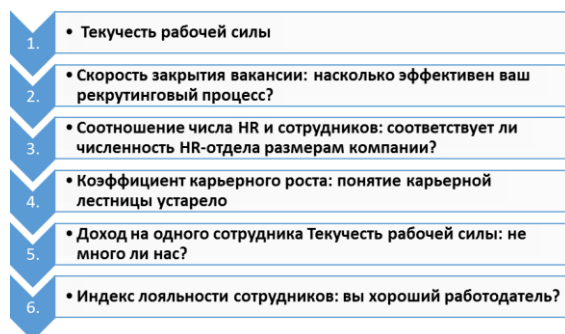 1. • Текучесть рабочей силы
2. • Скорость закрытия вакансии: насколько эффективен ваш
рекрутинговый процесс?
3. • Соотношение числа HR и сотрудников: соответствует ли
численность HR-отдела размерам компании?
4. • Коэффициент карьерного роста: понятие карьерной
лестницы устарело
5. • Доход на одного сотрудника Текучесть рабочей силы: не
много ли нас?
6. • Индекс лояльности сотрудников: вы хороший работодатель?